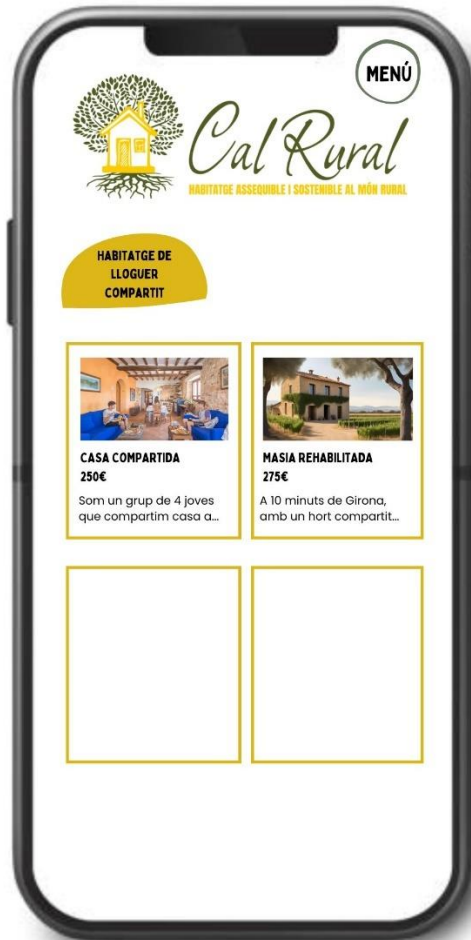 MENÚ
Cal Rural
HABITATGE ASSEQUIBLE I SOSTENIBLE AL MÓN RURAL
HABITATGE DE
LLOGUER
COMPARTIT
CASA COMPARTIDA
250€
Som un grup de 4 joves
que compartim casa a...
MASIA REHABILITADA
275€
A 10 minuts de Girona,
amb un hort compartit...